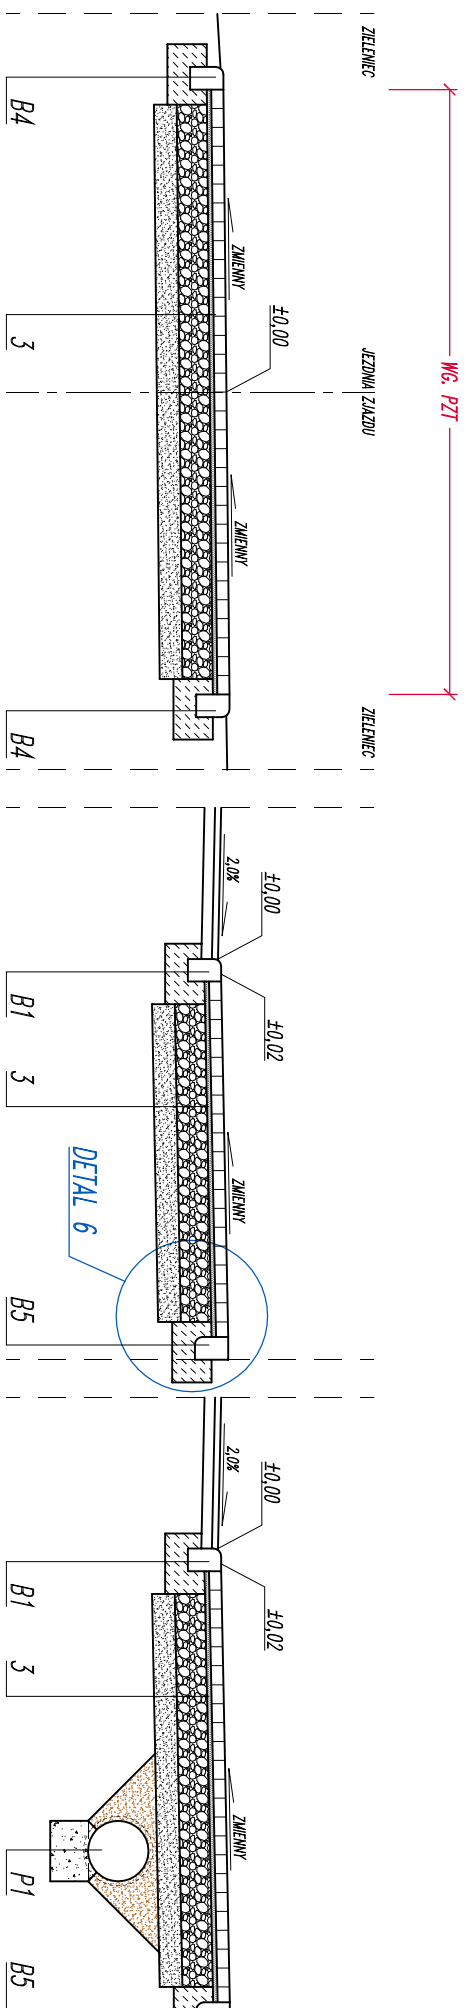 WG. PZT
ZIELENIEC
JEZDNIA ZJAZDU
ZIELENIEC
±0,00
ZMIENNY
ZMIENNY
B4
3
B4
±0,00
±0,02
2,0%
ZMIENNY
B1
3
DETAL 6
B5
±0,00
±0,02
2,0%
ZMIENNY
B1
3
P1
B5